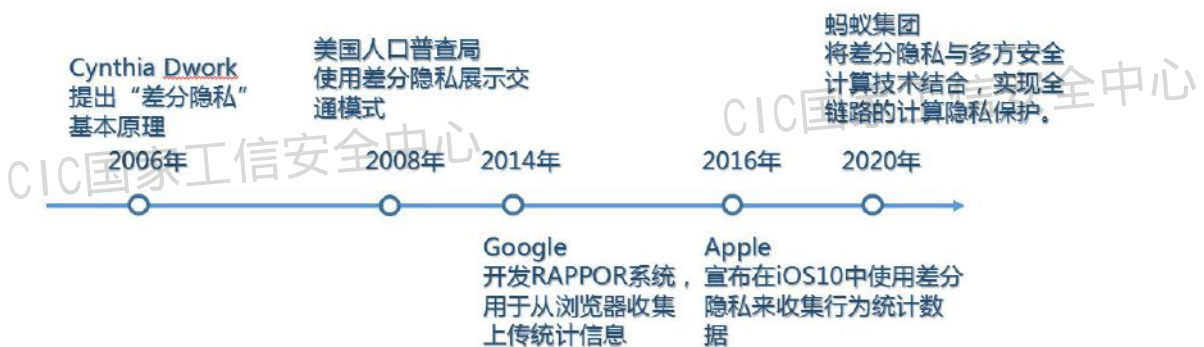 Cynthia Dwork
提出“差分隐私”
基本原理
2006年
美国人口普查局
使用差分隐私展示交
通模式
2008年
2014年
Google
开发RAPPOR系统，
用于从浏览器收集
上传统计信息
2016年
Apple
宣布在iOS10中使用差分
隐私来收集行为统计数
据
蚂蚁集团
将差分隐私与多方安全
计算技术结合，实现全
链路的计算隐私保护。
2020年
CIC国家工信安全中心
CIC国家工信安全中心